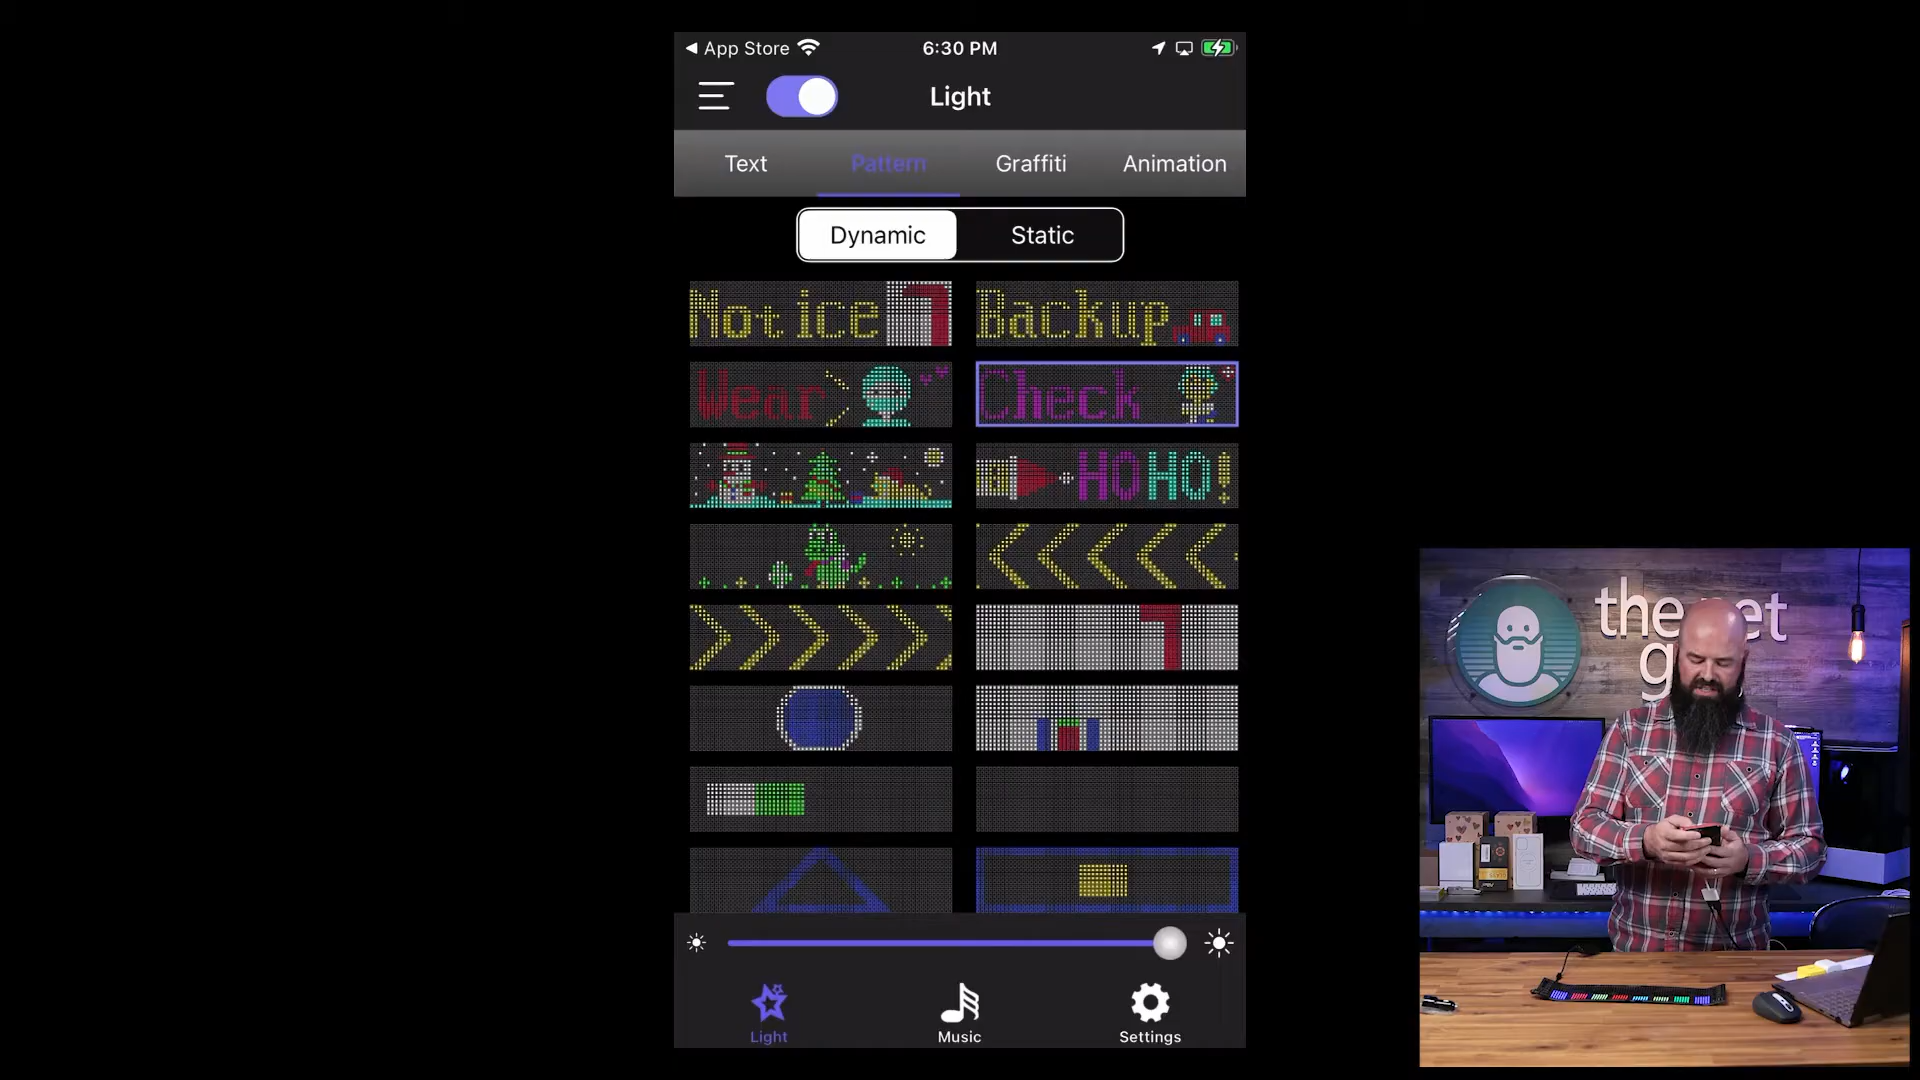 App Store
6:30 PM
Light
Text
Pattern
Graffiti
Animation
Dynamic
Static
Notice
Backup
Wear
Check
HOHO!
the
et
g
Light
Music
Settings